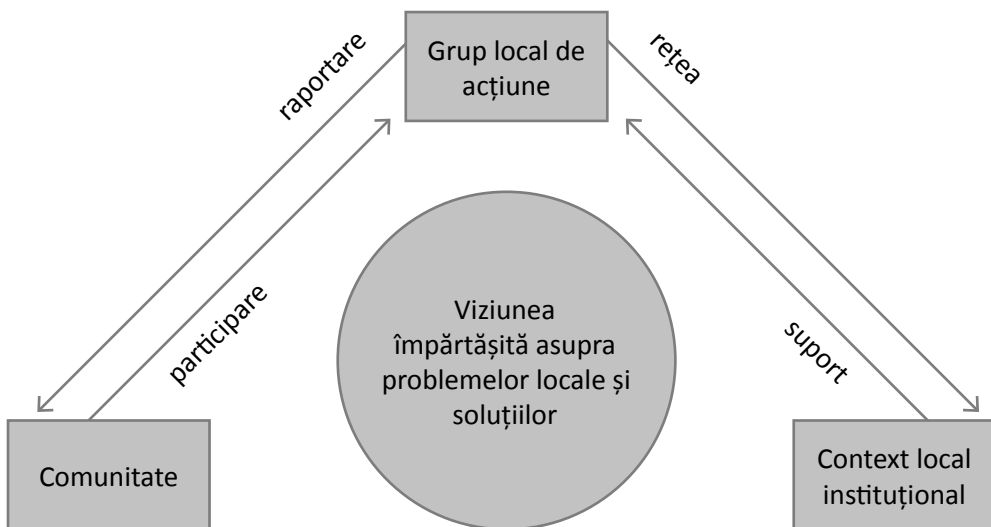 raportare
Grup local de
acțiune
rețea
participare
Viziunea
împărtășită asupra
problemelor locale și
soluțiilor
suport
Comunitate
Context local
instituțional